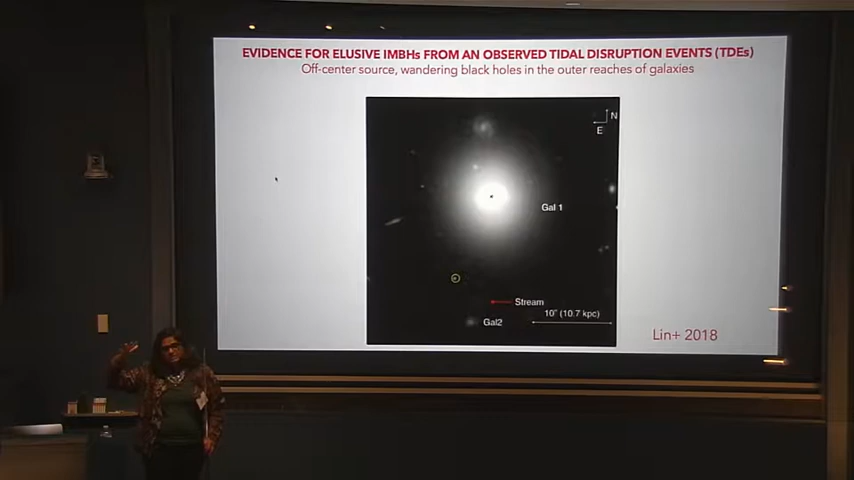 EVIDENCE FOR ELUSIVE IMBHs FROM AN OBSERVED TIDAL DISRUPTION EVENTS (TDEs)
Off-center source, wandering black holes in the outer reaches of galaxies
N
E
Gal 1
Stream
10" (10.7 kpc)
Gal2
Lin+ 2018